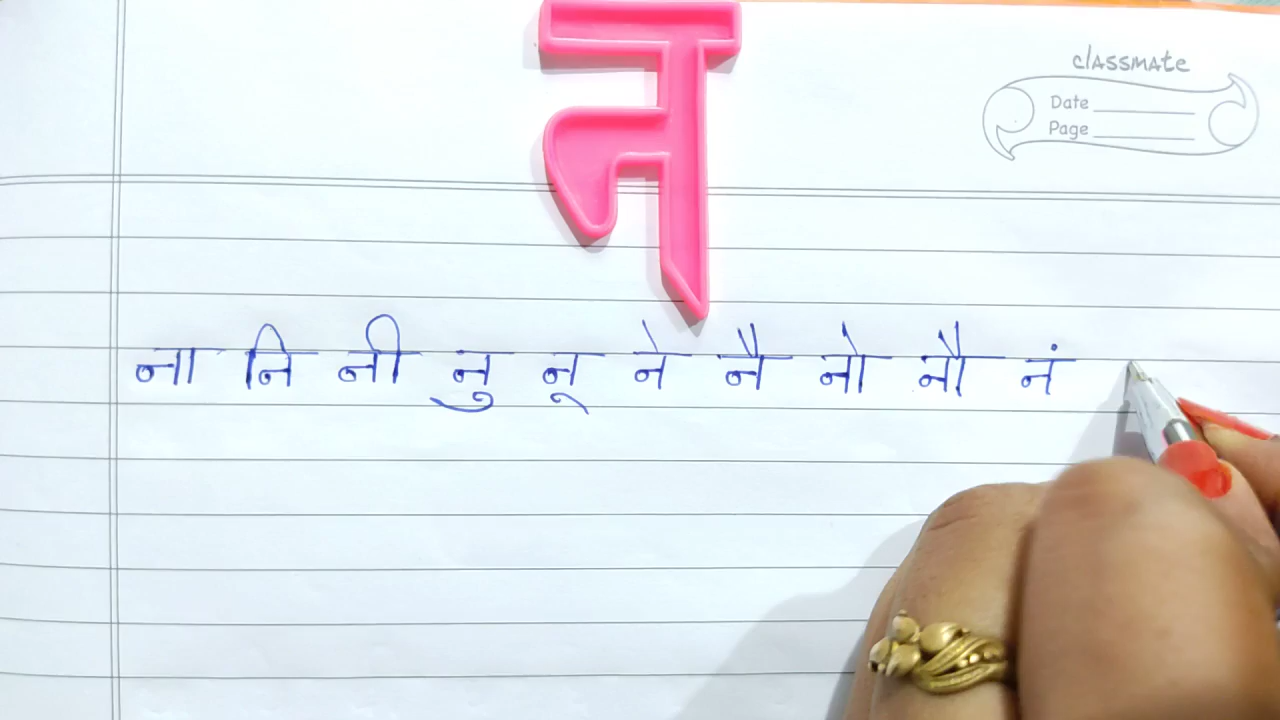 न
classmate
Date
Page
ना नि नी नु नू ने नै नो नौ नं